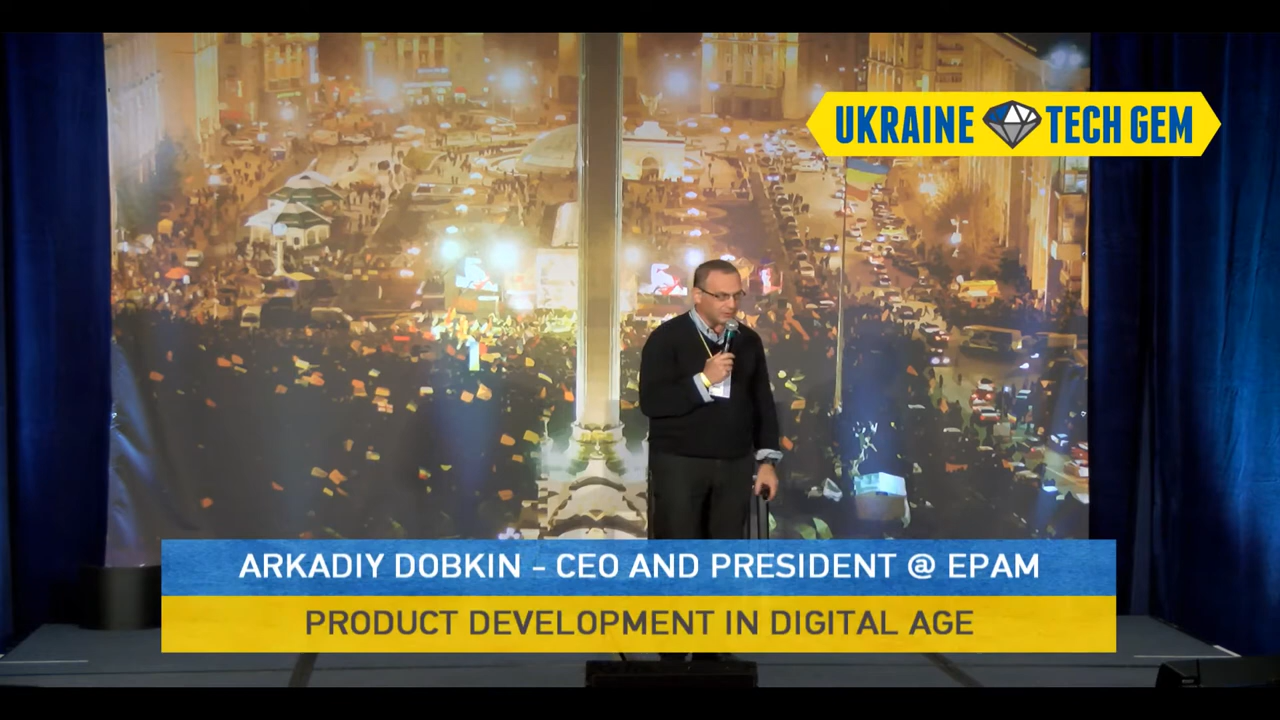 UKRAINE TECH GEM
ARKADIY DOBKIN - CEO AND PRESIDENT @ EPAM
PRODUCT DEVELOPMENT IN DIGITAL AGE